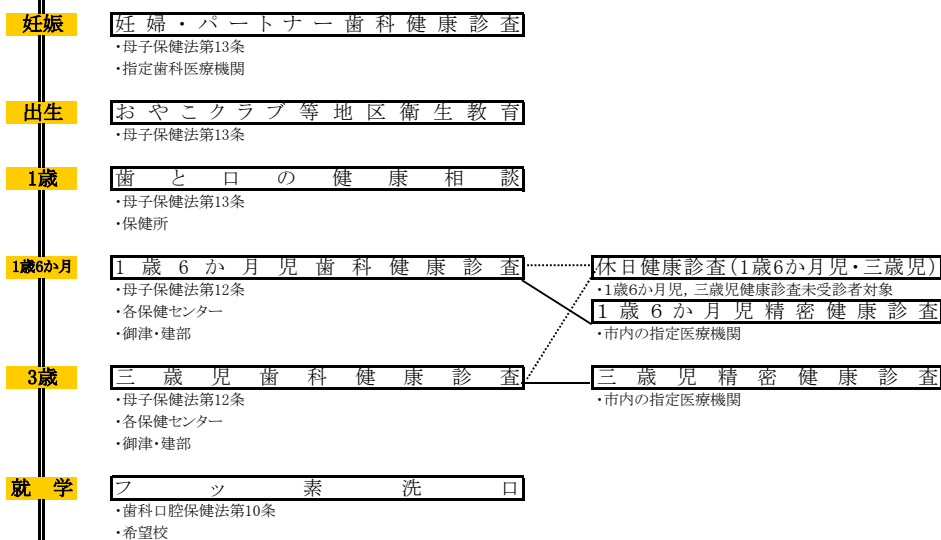 妊娠
妊婦・パートナー歯科健康診査
・母子保健法第13条
・指定歯科医療機関
出生
おやこクラブ等地区衛生教育
・母子保健法第13条
1歳
歯と口の健康相談
・母子保健法第13条
・保健所
1歳6か月
1歳6か月児歯科健康診査
休日健康診査(1歳6か月児・三歳児)
・母子保健法第12条
・1歳6か月児, 三歳児健康診査未受診者対象
・各保健センター
1歳6か月児精密健康診査
・御津・建部
・市内の指定医療機関
3歳
三歳児歯科健康診査
三歳児精密健康診査
・母子保健法第12条
・市内の指定医療機関
・各保健センター
・御津・建部
就 学
フッ素洗口
・歯科口腔保健法第10条
・希望校